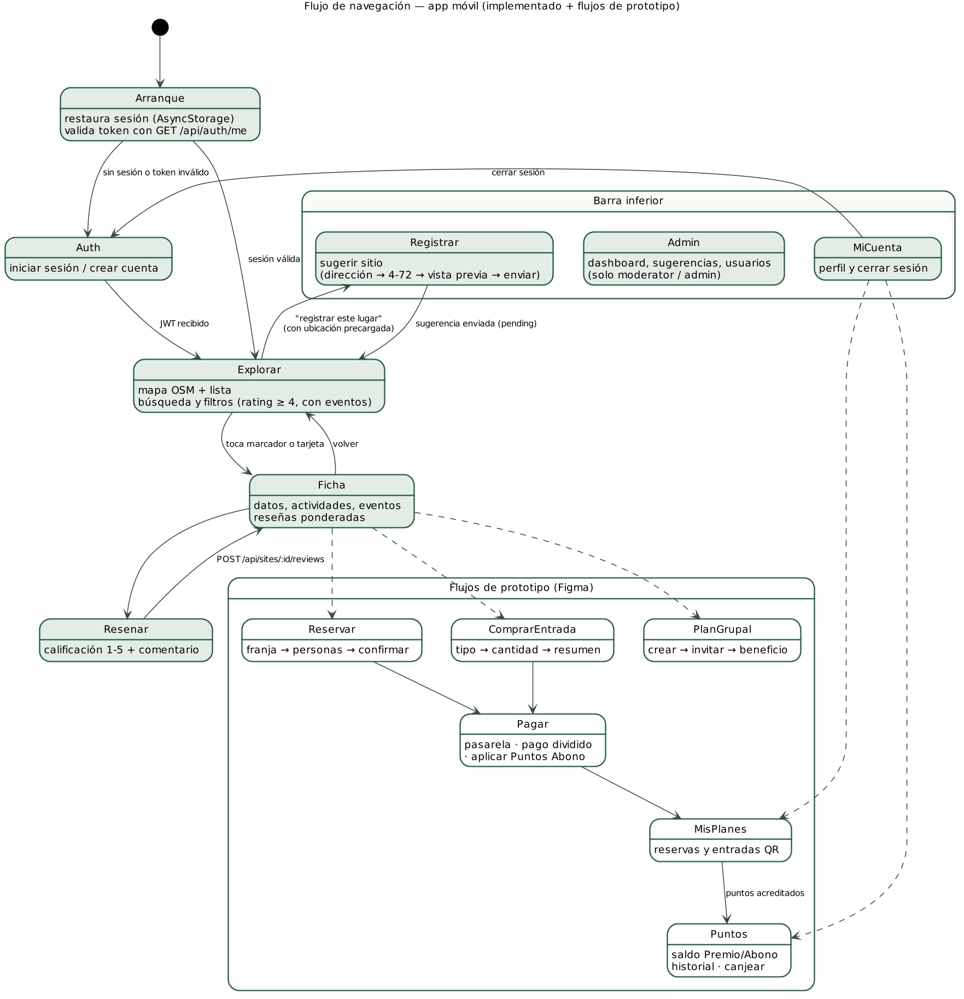 Flujo de navegación — app móvil (implementado + flujos de prototipo)
Arranque
restaura sesión (AsyncStorage)
valida token con GET /api/auth/me
sin sesión o token inválido
cerrar sesión
Barra inferior
Auth
iniciar sesión / crear cuenta
sesión válida
Registrar
sugerir sitio
(dirección → 4-72 → vista previa → enviar)
Admin
dashboard, sugerencias, usuarios
(solo moderator / admin)
MiCuenta
perfil y cerrar sesión
JWT recibido
"registrar este lugar"
(con ubicación precargada)
sugerencia enviada (pending)
Explorar
mapa OSM + lista
búsqueda y filtros (rating ≥ 4, con eventos)
toca marcador o tarjeta
volver
Ficha
datos, actividades, eventos
reseñas ponderadas
POST /api/sites/:id/reviews
Flujos de prototipo (Figma)
Resenar
calificación 1-5 + comentario
Reservar
franja → personas → confirmar
ComprarEntrada
tipo → cantidad → resumen
PlanGrupal
crear → invitar → beneficio
Pagar
pasarela · pago dividido
· aplicar Puntos Abono
MisPlanes
reservas y entradas QR
puntos acreditados
Puntos
saldo Premio/Abono
historial · canjear